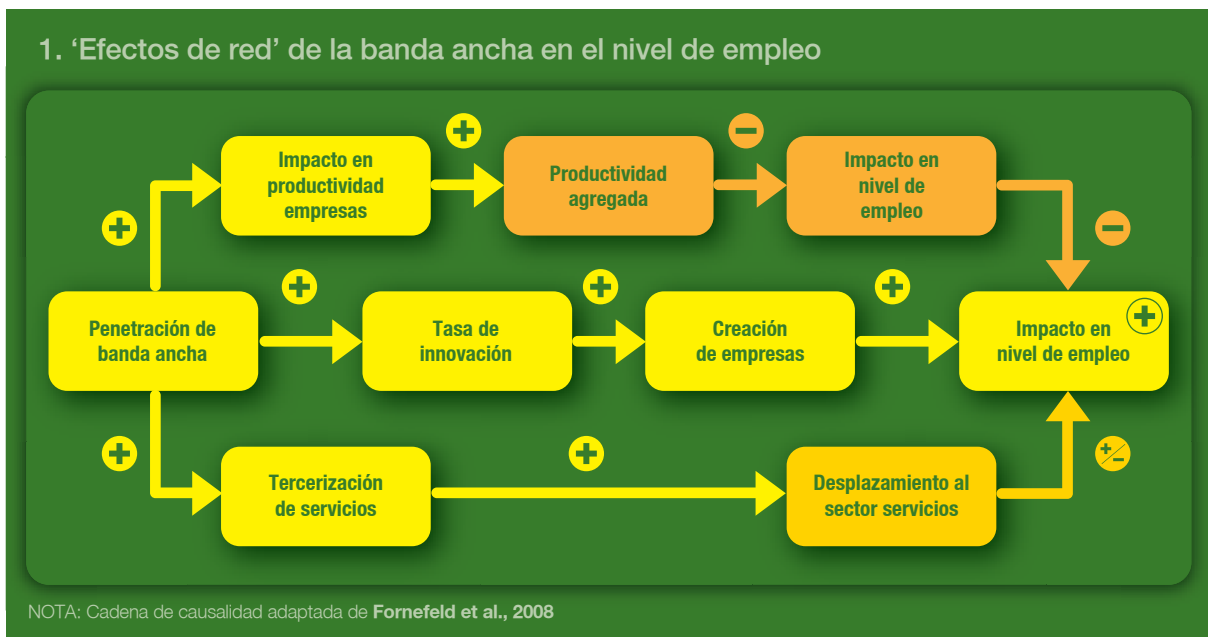 1. ‘Efectos de red’ de la banda ancha en el nivel de empleo
+
−
Impacto en
productividad
empresas
Productividad
agregada
Impacto en
nivel de
empleo
+
−
+
+
+
Penetración de
banda ancha
Tasa de
innovación
Creación
de empresas
Impacto en
nivel de empleo
+
+
+
+/−
Tercerización
de servicios
Desplazamiento al
sector servicios
NOTA: Cadena de causalidad adaptada de Fornefeld et al., 2008